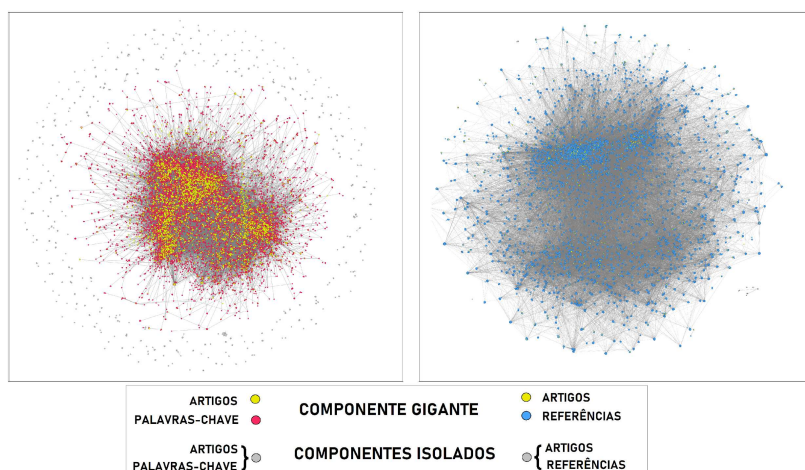 ARTIGOS
PALAVRAS-CHAVE
COMPONENTE GIGANTE
ARTIGOS
REFERÊNCIAS
ARTIGOS
PALAVRAS-CHAVE
COMPONENTES ISOLADOS
ARTIGOS
REFERÊNCIAS